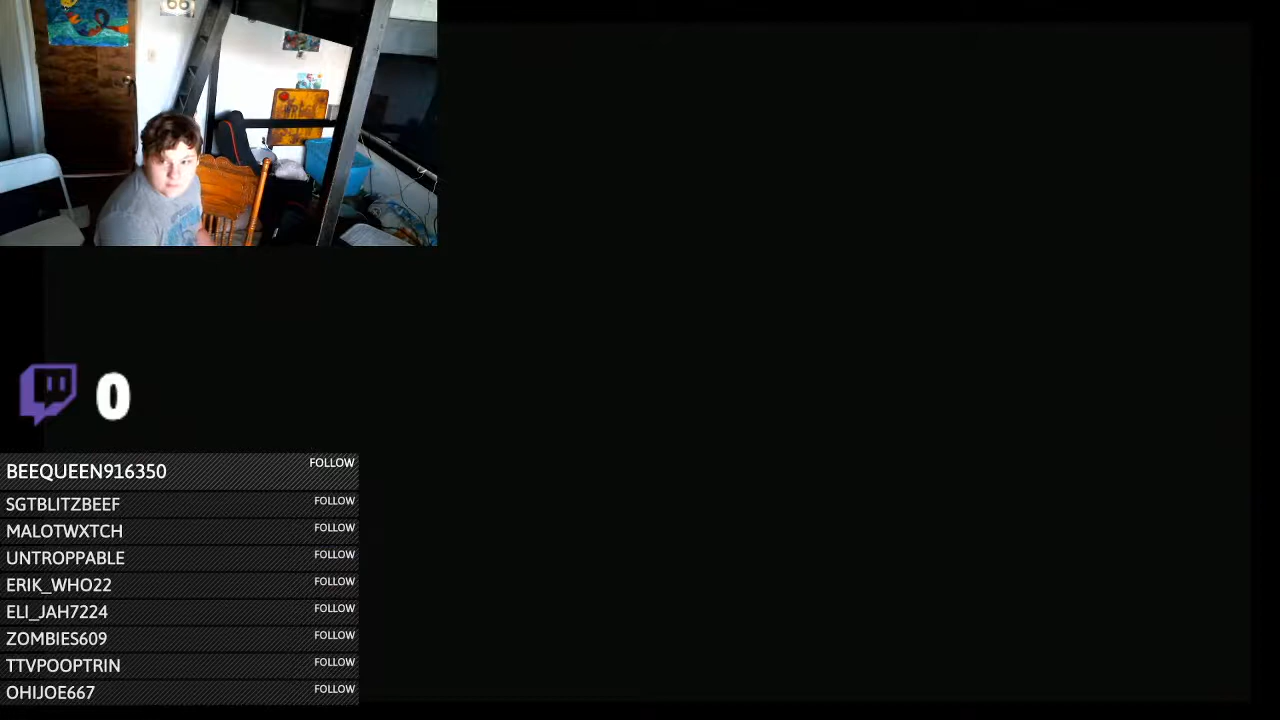 0
BEEQUEEN916350 FOLLOW
SGTBLITZBEEF FOLLOW
MALOTWXTCH FOLLOW
UNTROPPABLE FOLLOW
ERIK_WHO22 FOLLOW
ELI_JAH7224 FOLLOW
ZOMBIES609 FOLLOW
TTVPOOPTRIN FOLLOW
OHIJOE667 FOLLOW